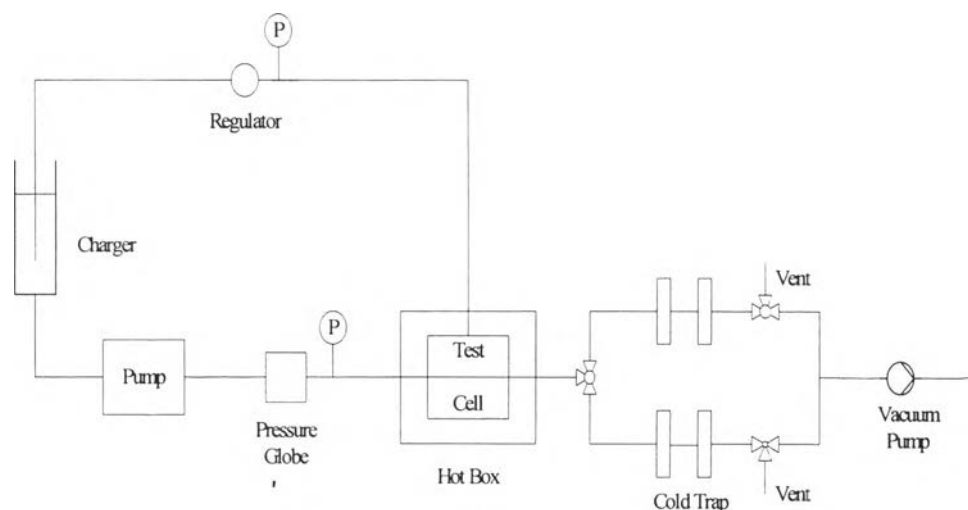 P
Regulator
Charger
Vent
P
Test
Pump
Cell
Pressure
Globe
Vacuum
Pump
Hot Box
Cold Trap
Vent